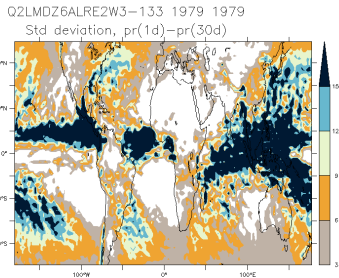 Q2LMDZ6ALRE2W3-133 1979 1979
Std deviation, pr(1d)-pr(30d)
15
12
9
6
3
0°
100°W
0°
100°E